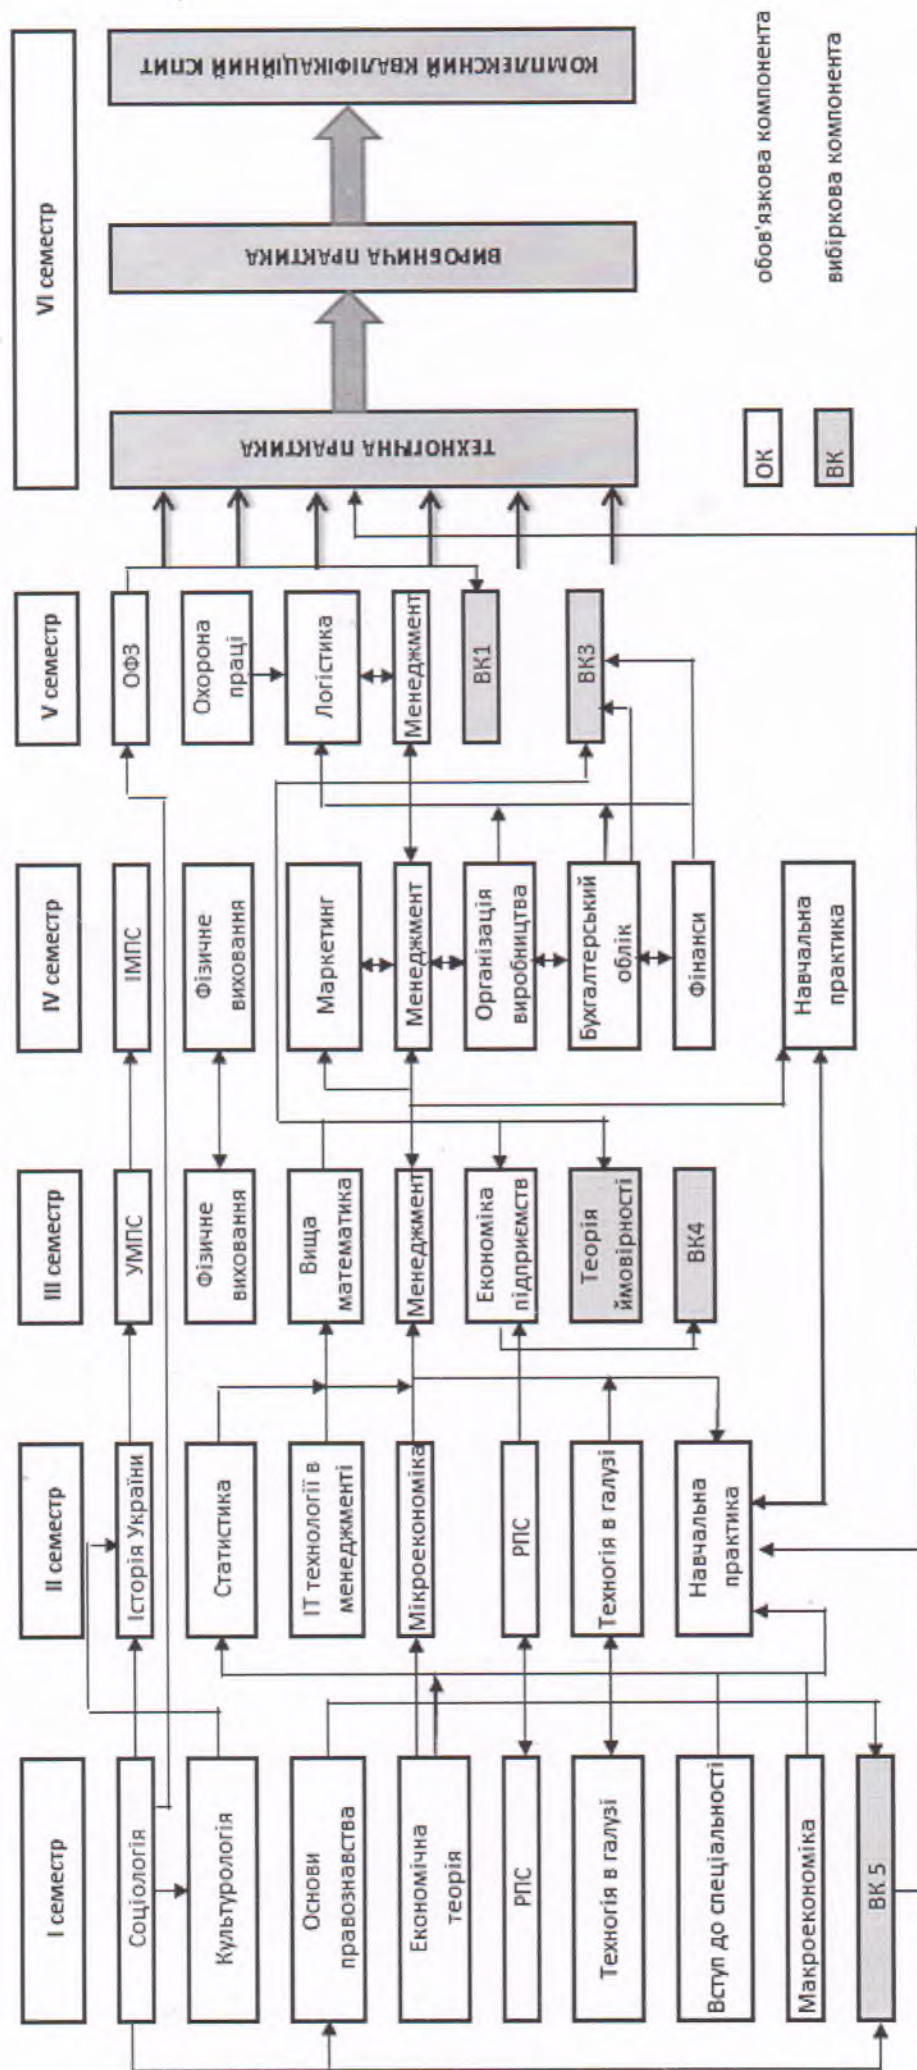 I семестр
Соціологія
Культурологія
Основи
правознавства
Економічна
теорія
РПС
Техногія в галузі
Вступ до спеціальності
Макроекономіка
ВК 5
II семестр
Історія України
Статистика
ІТ технології в
менеджменті
Мікроекономіка
РПС
Техногія в галузі
Навчальна
практика
III семестр
УМПС
Фізичне
виховання
Вища
математика
Менеджмент
Економіка
підприємств
Теорія
ймовірності
ВК4
IV семестр
ІМПС
Фізичне
виховання
Маркетинг
Менеджмент
Організація
виробництва
Бухгалтерський
облік
Фінанси
Навчальна
практика
V семестр
ОФЗ
Охорона
праці
Логістика
Менеджмент
ВК1
ВК3
VI семестр
ТЕХНОГІЧНА ПРАКТИКА
ВИРОБНИЧА ПРАКТИКА
КОМПЛЕКСНИЙ КВАЛІФІКАЦІЙНИЙ ІСПИТ
ОК
обов'язкова компонента
ВК
вибіркова компонента